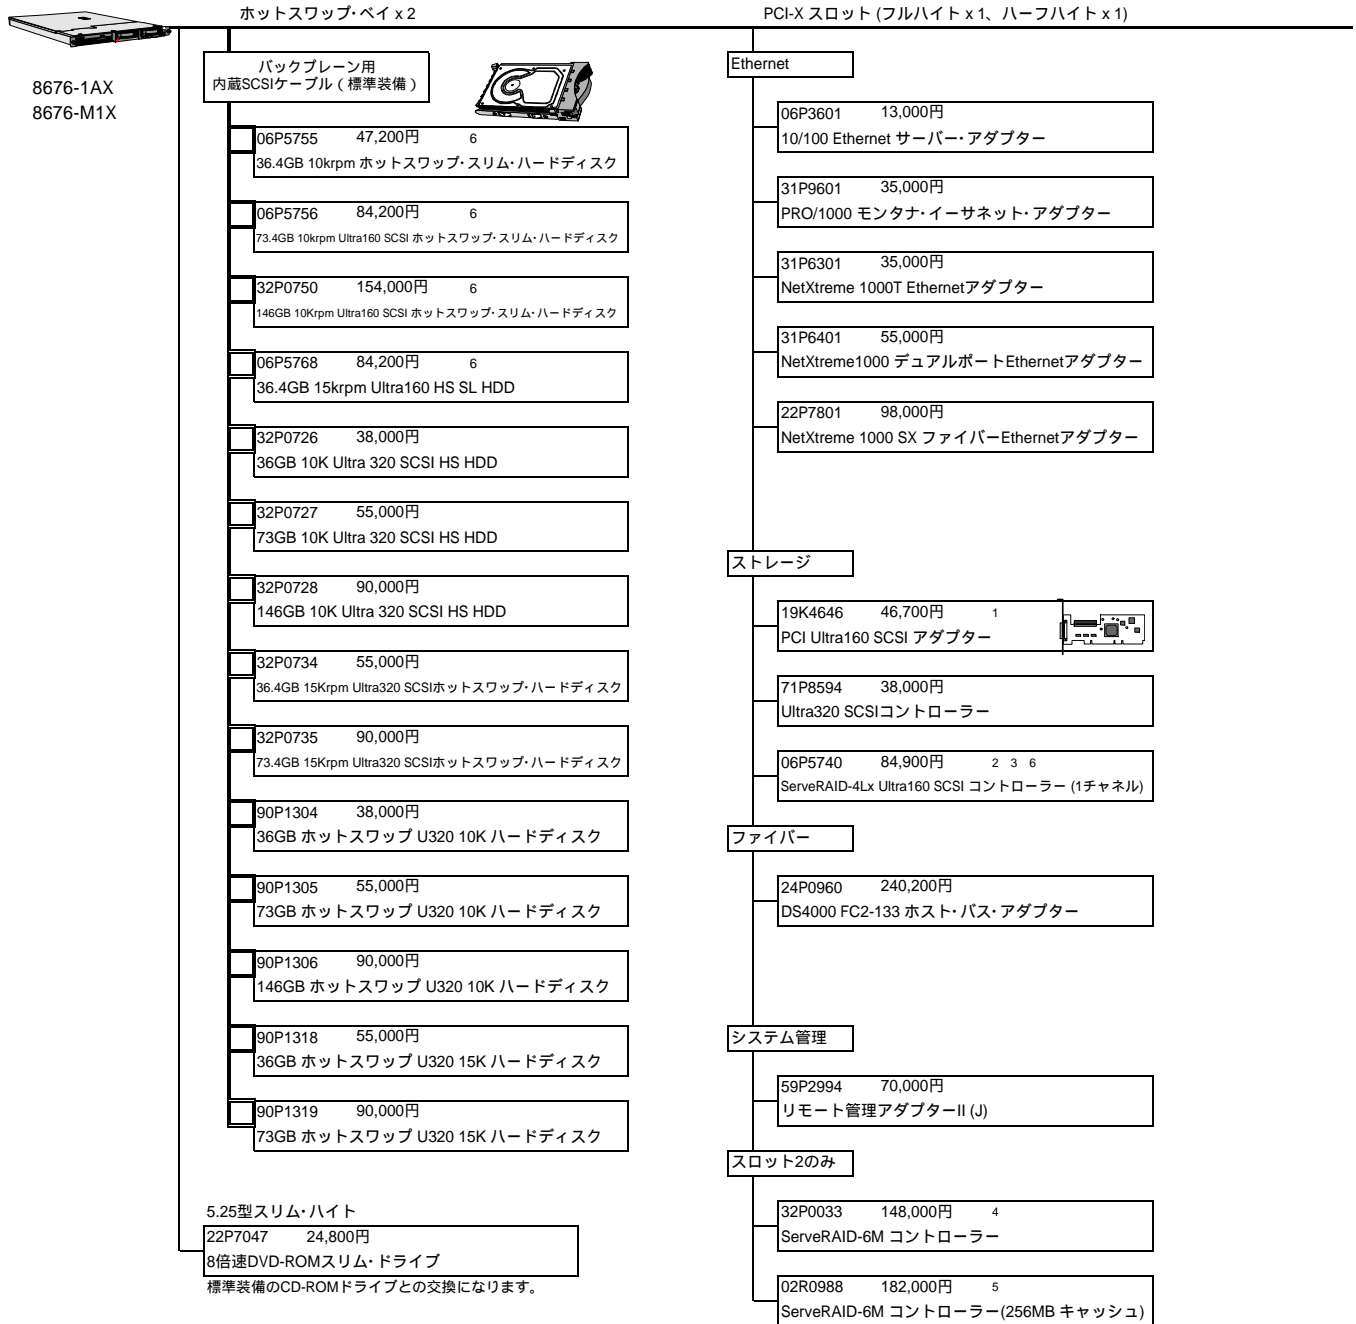 ホットスワップ・ベイ x 2
PCI-X スロット (フルハイト x 1、ハーフハイト x 1)
8676-1AX
8676-M1X
バックプレーン用
内蔵SCSIケーブル ( 標準装備 )
06P5755 47,200円 6
36.4GB 10krpm ホットスワップ・スリム・ハードディスク
06P5756 84,200円 6
73.4GB 10krpm Ultra160 SCSI ホットスワップ・スリム・ハードディスク
32P0750 154,000円 6
146GB 10Krpm Ultra160 SCSI ホットスワップ・スリム・ハードディスク
06P5768 84,200円 6
36.4GB 15krpm Ultra160 HS SL HDD
32P0726 38,000円
36GB 10K Ultra 320 SCSI HS HDD
32P0727 55,000円
73GB 10K Ultra 320 SCSI HS HDD
32P0728 90,000円
146GB 10K Ultra 320 SCSI HS HDD
32P0734 55,000円
36.4GB 15Krpm Ultra320 SCSIホットスワップ・ハードディスク
32P0735 90,000円
73.4GB 15Krpm Ultra320 SCSIホットスワップ・ハードディスク
90P1304 38,000円
36GB ホットスワップ U320 10K ハードディスク
90P1305 55,000円
73GB ホットスワップ U320 10K ハードディスク
90P1306 90,000円
146GB ホットスワップ U320 10K ハードディスク
90P1318 55,000円
36GB ホットスワップ U320 15K ハードディスク
90P1319 90,000円
73GB ホットスワップ U320 15K ハードディスク
5.25型スリム・ハイト
22P7047 24,800円
8倍速DVD-ROMスリム・ドライブ
標準装備のCD-ROMドライブとの交換になります。
Ethernet
06P3601 13,000円
10/100 Ethernet サーバー・アダプター
31P9601 35,000円
PRO/1000 モンタナ・イーサネット・アダプター
31P6301 35,000円
NetXtreme 1000T Ethernetアダプター
31P6401 55,000円
NetXtreme1000 デュアルポートEthernetアダプター
22P7801 98,000円
NetXtreme 1000 SX ファイバーEthernetアダプター
ストレージ
19K4646 46,700円 1
PCI Ultra160 SCSI アダプター
71P8594 38,000円
Ultra320 SCSIコントローラー
06P5740 84,900円 2 3 6
ServeRAID-4Lx Ultra160 SCSI コントローラー (1チャネル)
ファイバー
24P0960 240,200円
DS4000 FC2-133 ホスト・バス・アダプター
システム管理
59P2994 70,000円
リモート管理アダプターII (J)
スロット2のみ
32P0033 148,000円 4
ServeRAID-6M コントローラー
02R0988 182,000円 5
ServeRAID-6M コントローラー(256MB キャッシュ)